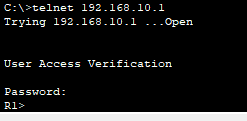 C:\>telnet 192.168.10.1
Trying 192.168.10.1 ...Open
User Access Verification
Password:
R1>